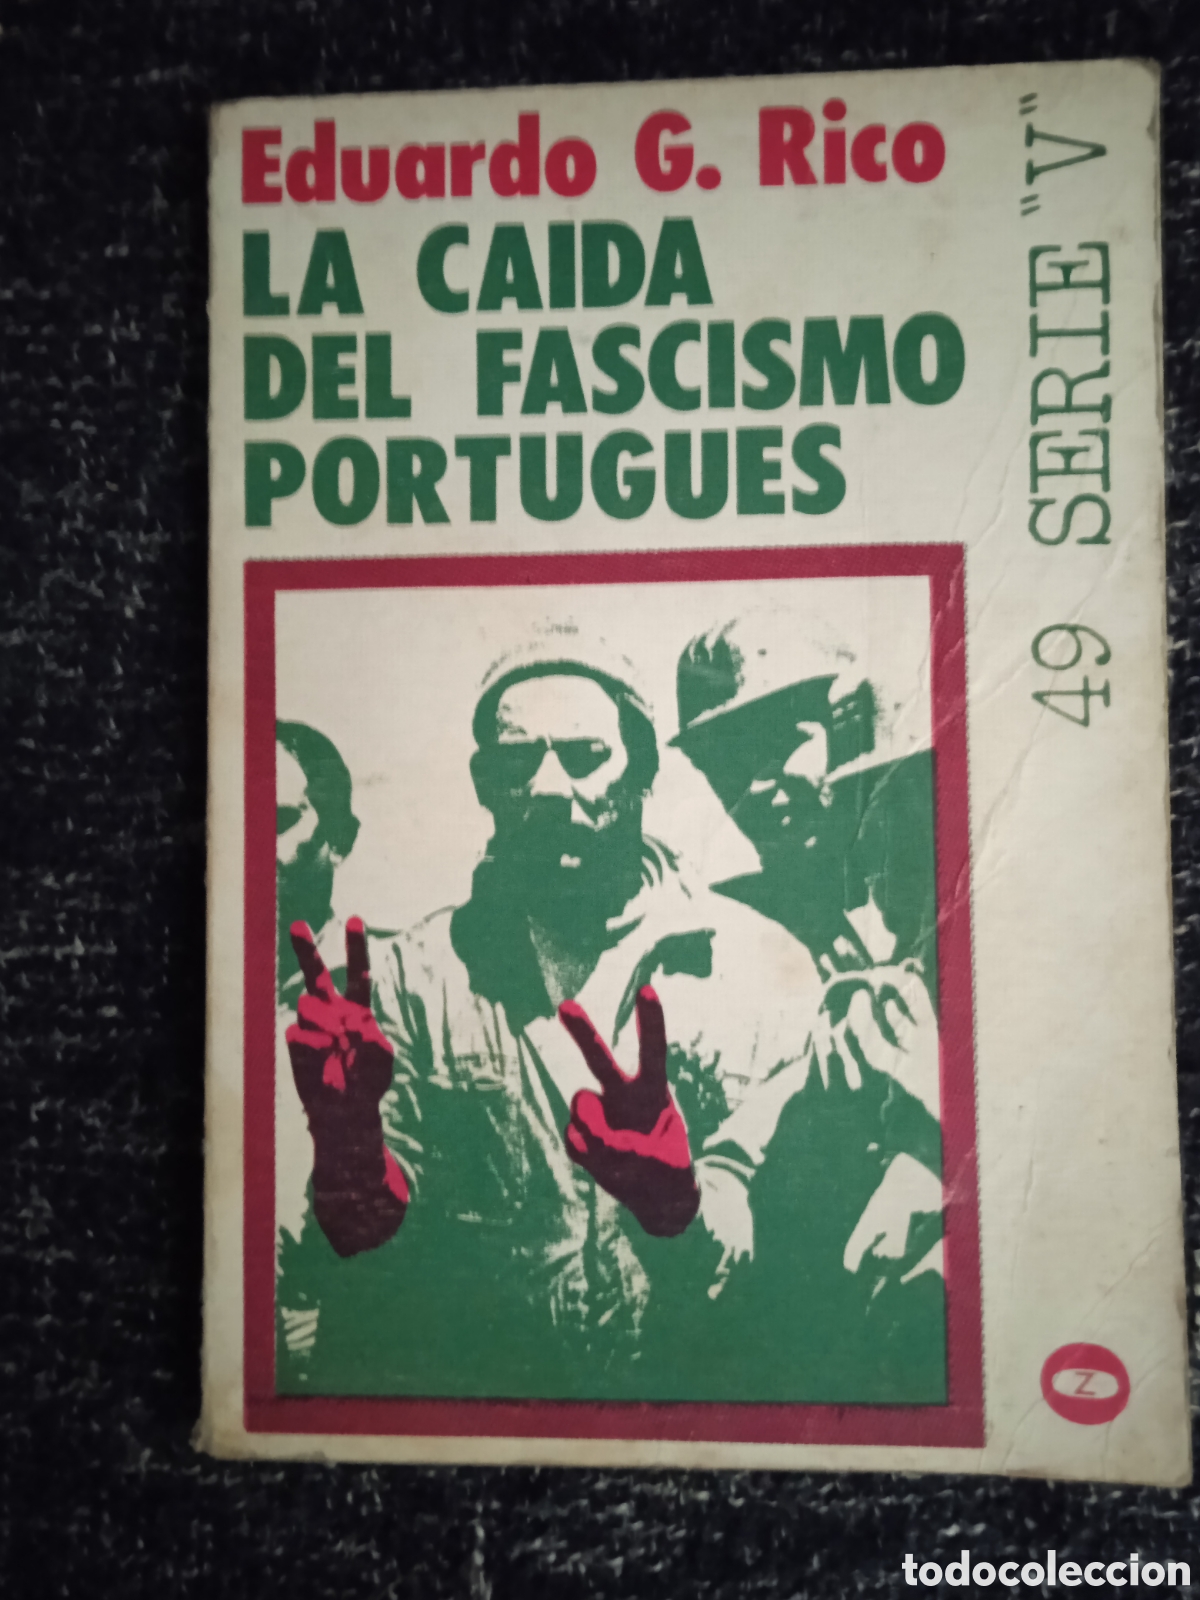 Eduardo G. Rico
LA CAIDA
DEL FASCISMO
PORTUGUES
49 SERIE "V"
Z
todocoleccion